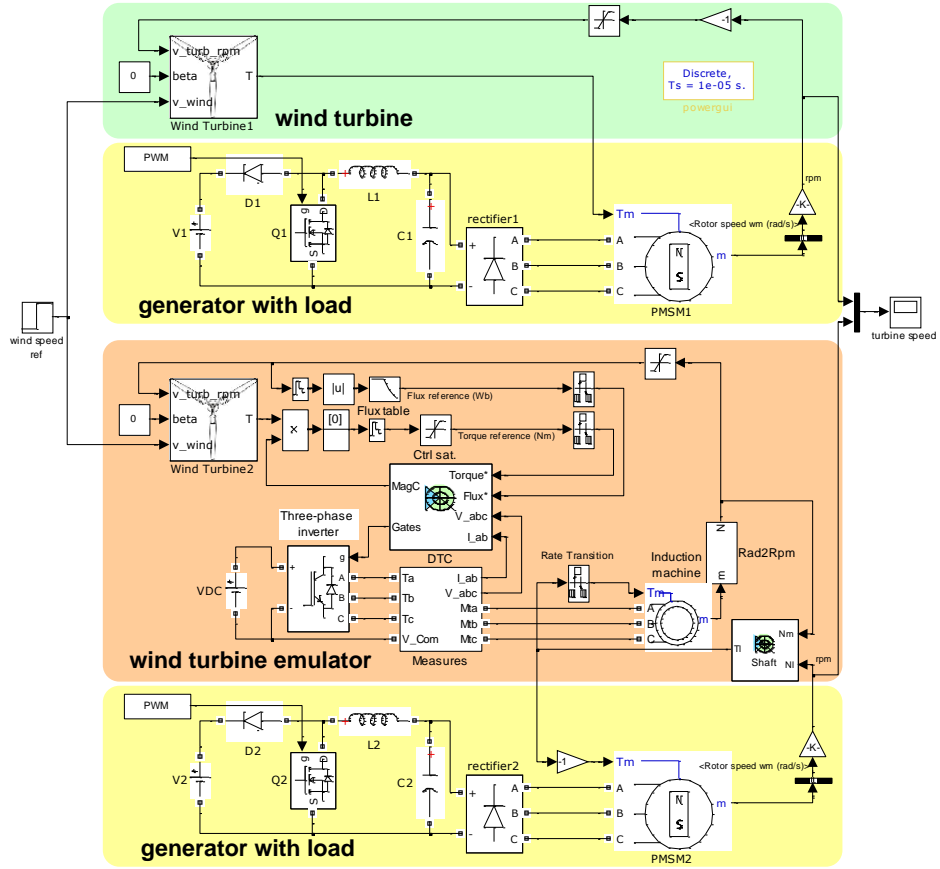 -1
v_turb_rpm
beta
v_wind
T
0
Wind Turbine1
Discrete,
Ts = 1e-05 s.
powergui
wind turbine
PWM
D1
L1
V1
g
D
S
Q1
C1
rectifier1
+
-
A
B
C
Tm
A
B
C
N
S
m
PMSM1
<Rotor speed wm (rad/s)>
-K-
rpm
generator with load
wind speed
ref
turbine speed
v_turb_rpm
beta
v_wind
T
0
Wind Turbine2
|u|
Flux table
Flux reference (Wb)
x
[0]
Ctrl sat.
Torque reference (Nm)
MagC
Gates
Torque*
Flux*
V_abc
I_ab
DTC
Three-phase
inverter
g
+
-
A
B
C
VDC
Ta
Tb
Tc
V_Com
I_ab
V_abc
Mta
Mtb
Mtc
Measures
Rate Transition
Induction
machine
Tm
A
B
C
m
N
m
Rad2Rpm
Nm
Tl
Nl
Shaft
rpm
wind turbine emulator
PWM
D2
L2
V2
g
D
S
Q2
C2
rectifier2
+
-
A
B
C
-1
Tm
A
B
C
N
S
m
PMSM2
<Rotor speed wm (rad/s)>
-K-
generator with load